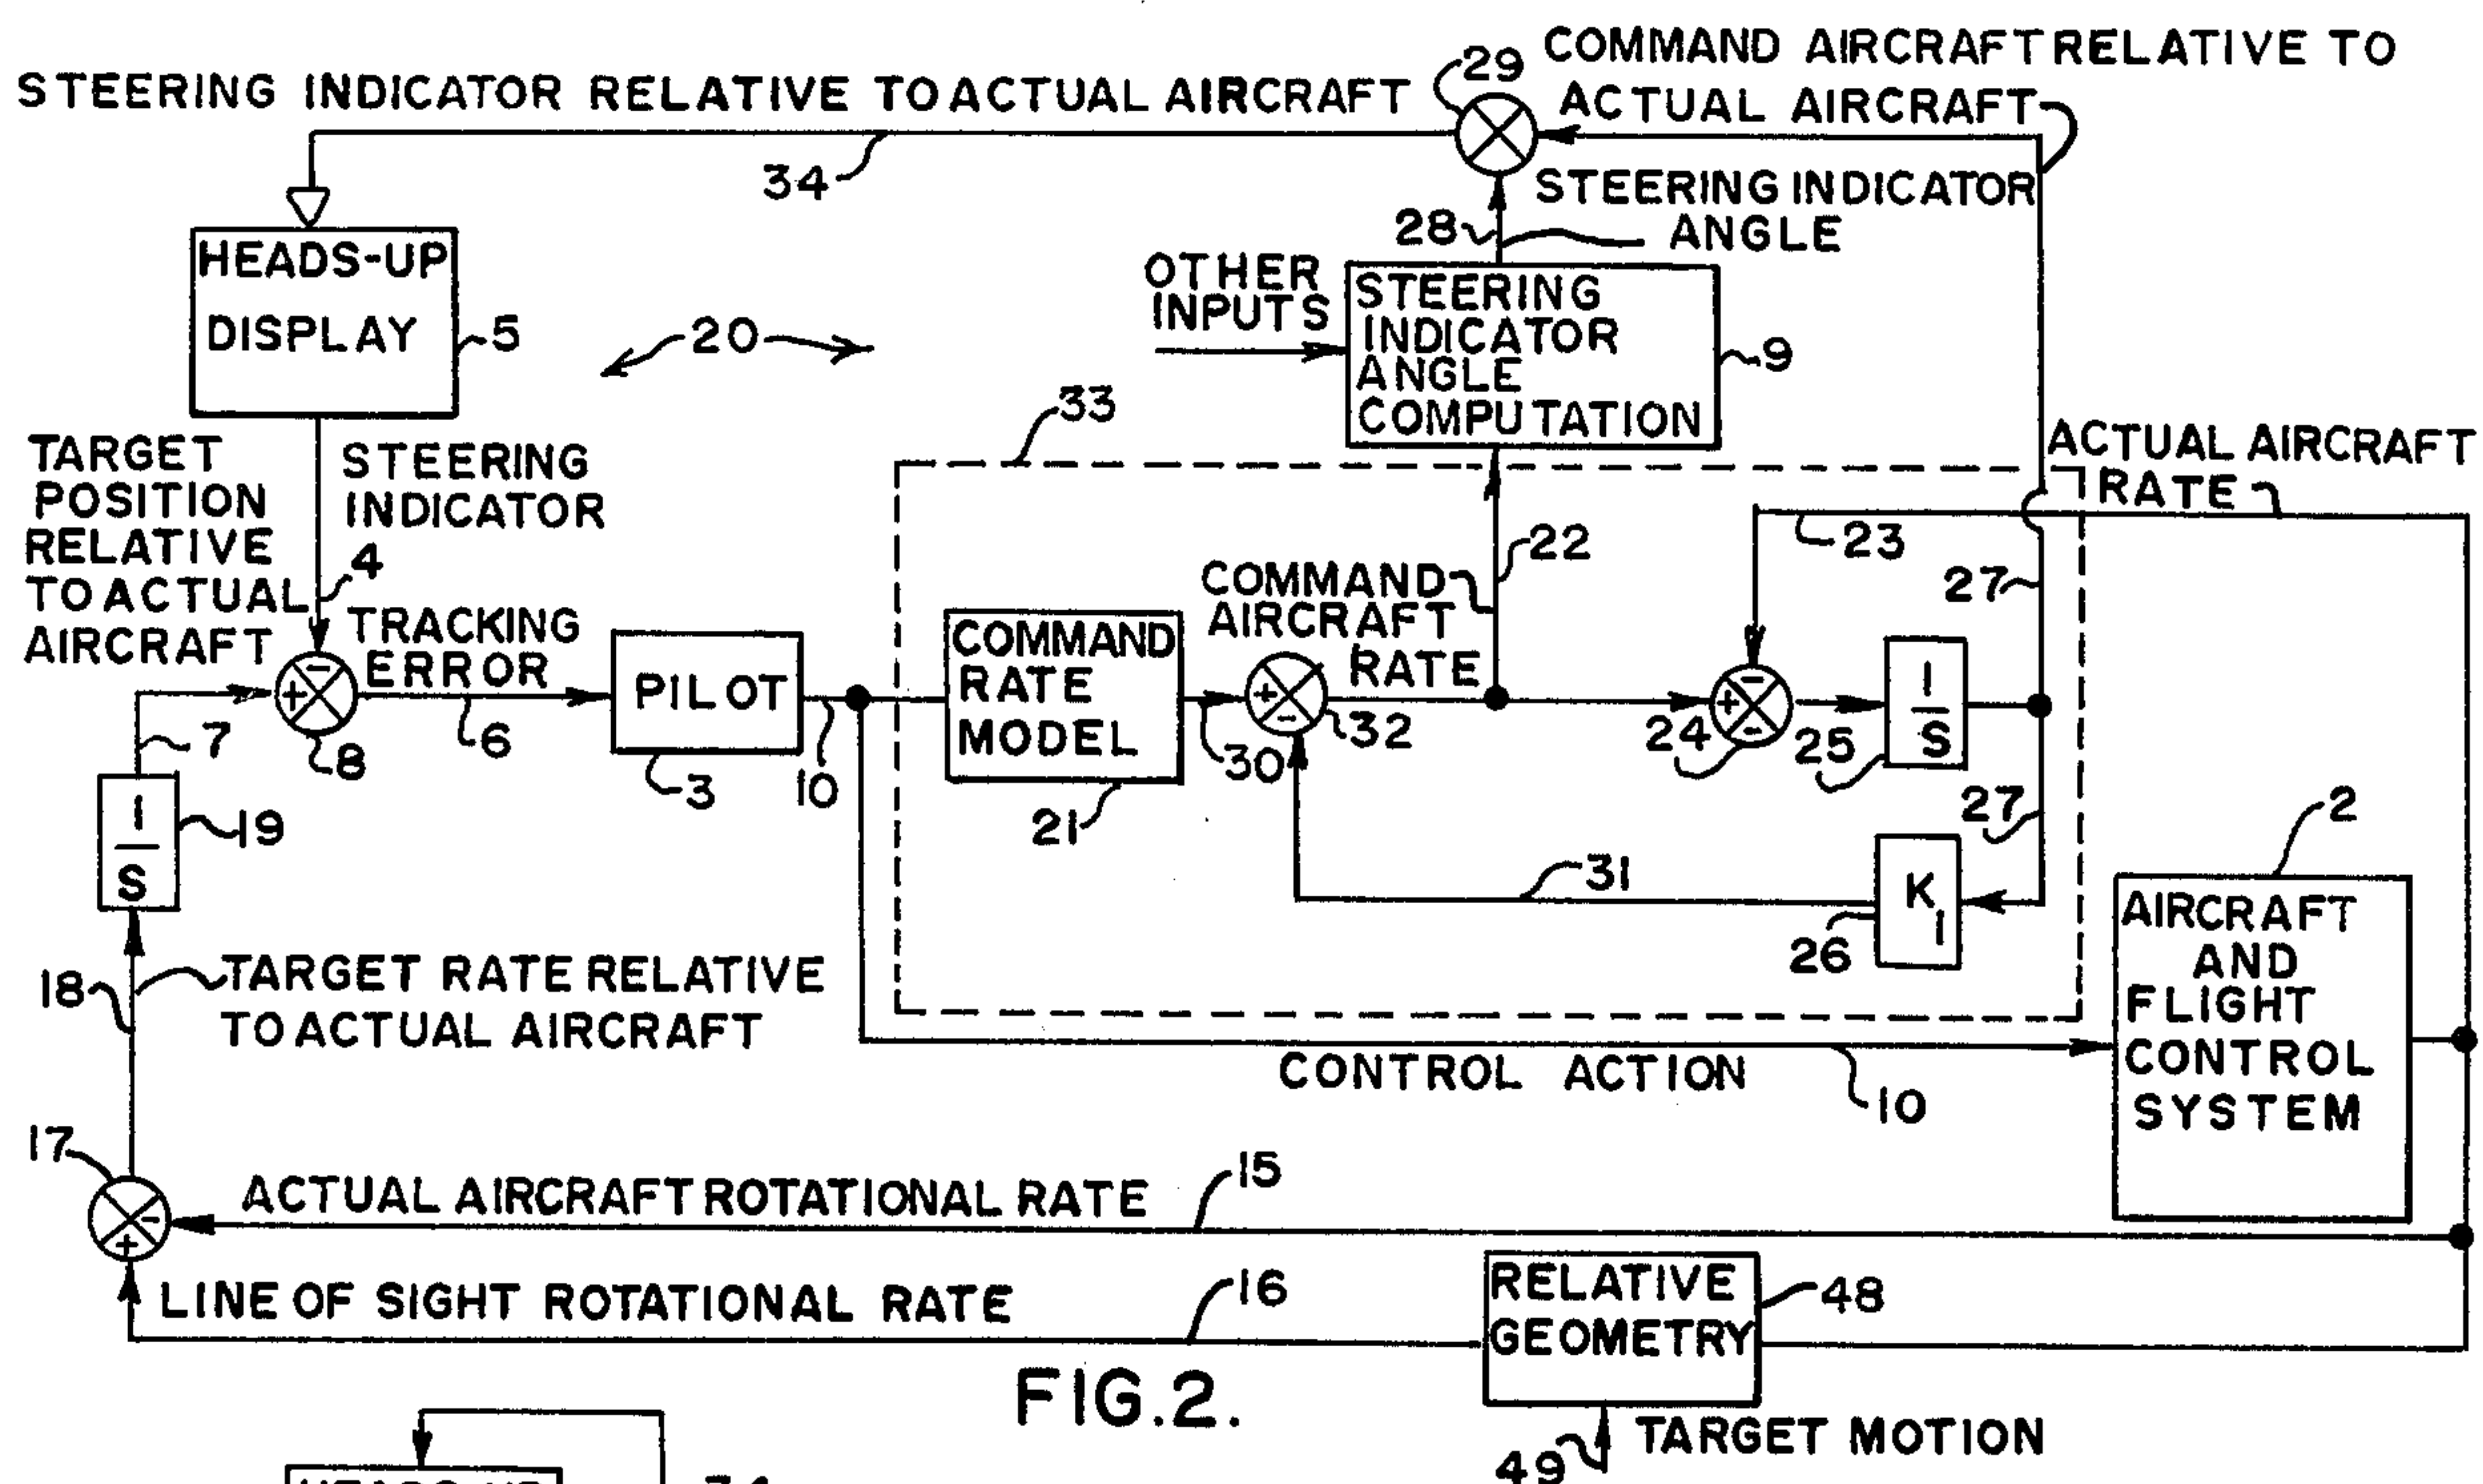 COMMAND AIRCRAFT RELATIVE TO
ACTUAL AIRCRAFT
29
STEERING INDICATOR RELATIVE TO ACTUAL AIRCRAFT
34
STEERING INDICATOR
ANGLE
28
HEADS-UP
DISPLAY
5
20
OTHER
INPUTS
STEERING
INDICATOR
ANGLE
COMPUTATION
9
33
TARGET
POSITION
RELATIVE
TO ACTUAL
AIRCRAFT
STEERING
INDICATOR
4
ACTUAL AIRCRAFT
RATE
23
22
27
COMMAND
AIRCRAFT
RATE
TRACKING
ERROR
+
-
8
7
6
PILOT
3
10
COMMAND
RATE
MODEL
21
30
+
-
32
+
-
-
24
25
1
S
27
1
S
19
K1
26
31
2
AIRCRAFT
AND
FLIGHT
CONTROL
SYSTEM
18
TARGET RATE RELATIVE
TO ACTUAL AIRCRAFT
CONTROL ACTION
10
17
-
+
ACTUAL AIRCRAFT ROTATIONAL RATE
15
LINE OF SIGHT ROTATIONAL RATE
16
RELATIVE
GEOMETRY
48
FIG.2.
49
TARGET MOTION